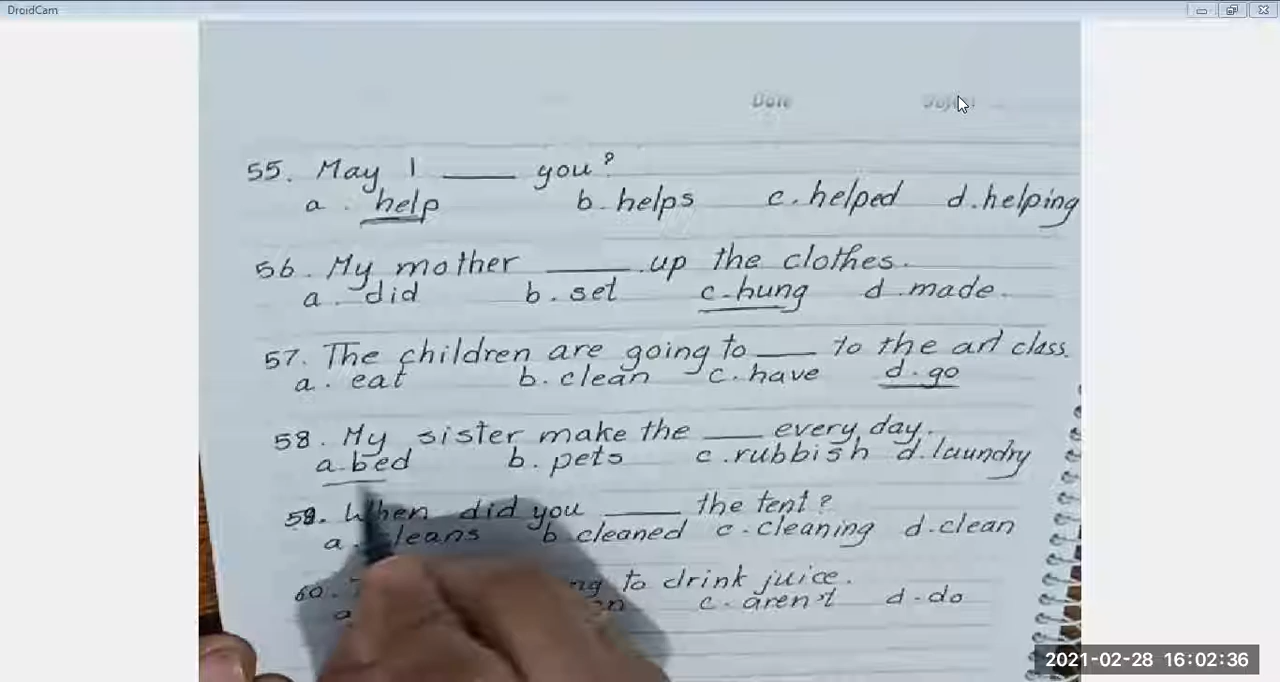 DroidCam
Date
55. May I ____ you?
a. help b. helps c. helped d. helping
56. My mother ____ up the clothes.
a. did b. set c. hung d. made.
57. The children are going to ____ to the art class.
a. eat b. clean c. have d. go
58. My sister make the ____ every day.
a. bed b. pets c. rubbish d. laundry
59. When did you ____ the tent?
a. cleans b cleaned c. cleaning d. clean
60. to drink juice.
c. aren't d. do
2021-02-28 16:02:36